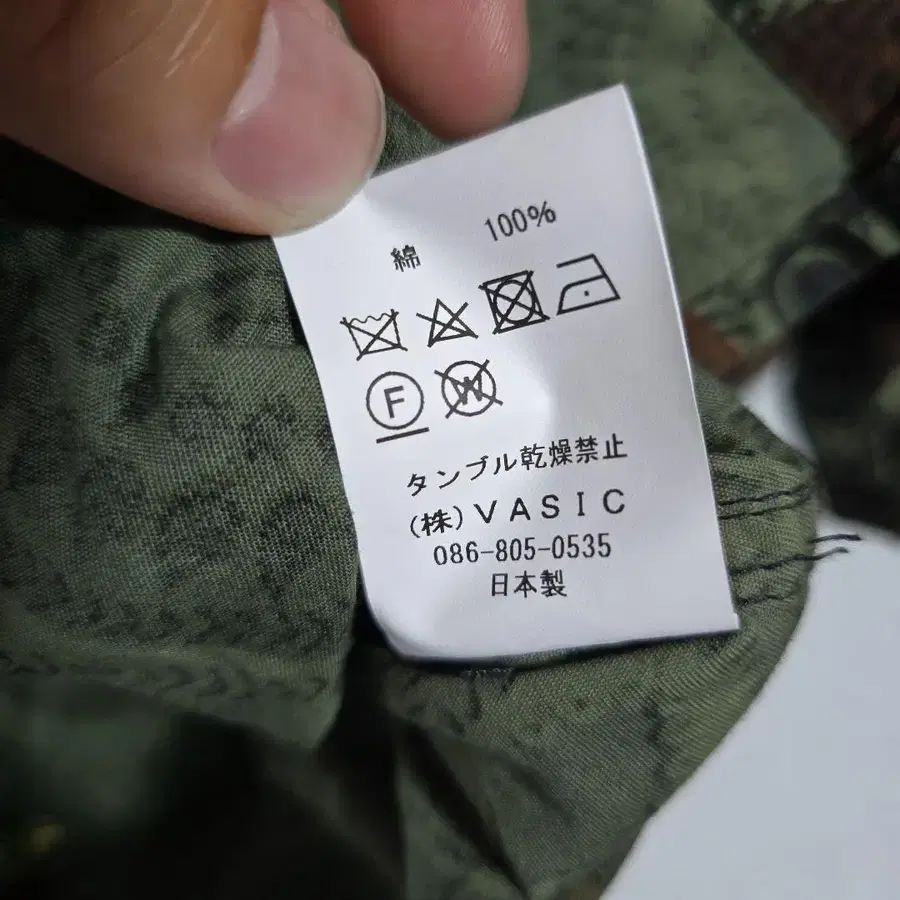 綿 100%
F W
タンブル乾燥禁止
(株)VASIC
086-805-0535
日本製